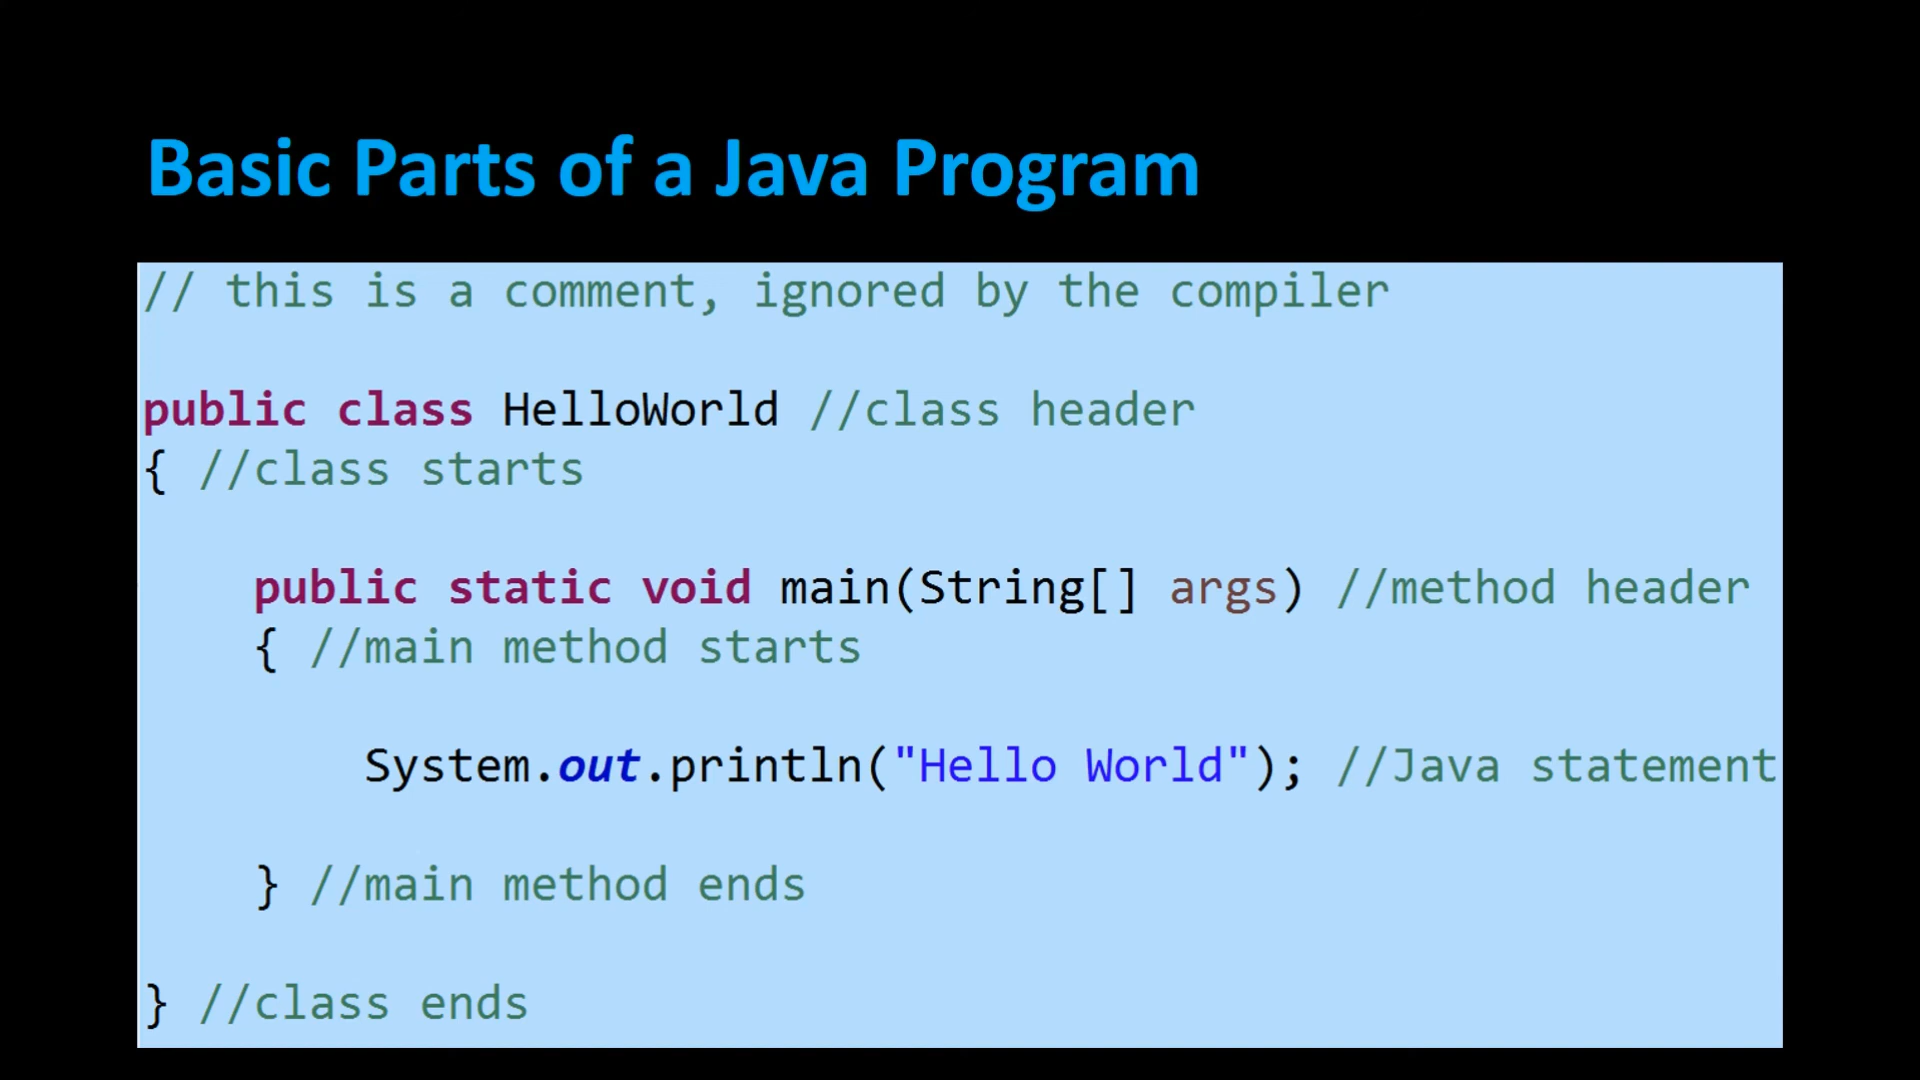 Basic Parts of a Java Program
// this is a comment, ignored by the compiler
public class HelloWorld //class header
{ //class starts
public static void main(String[] args) //method header
{ //main method starts
System.out.println("Hello World"); //Java statement
} //main method ends
} //class ends